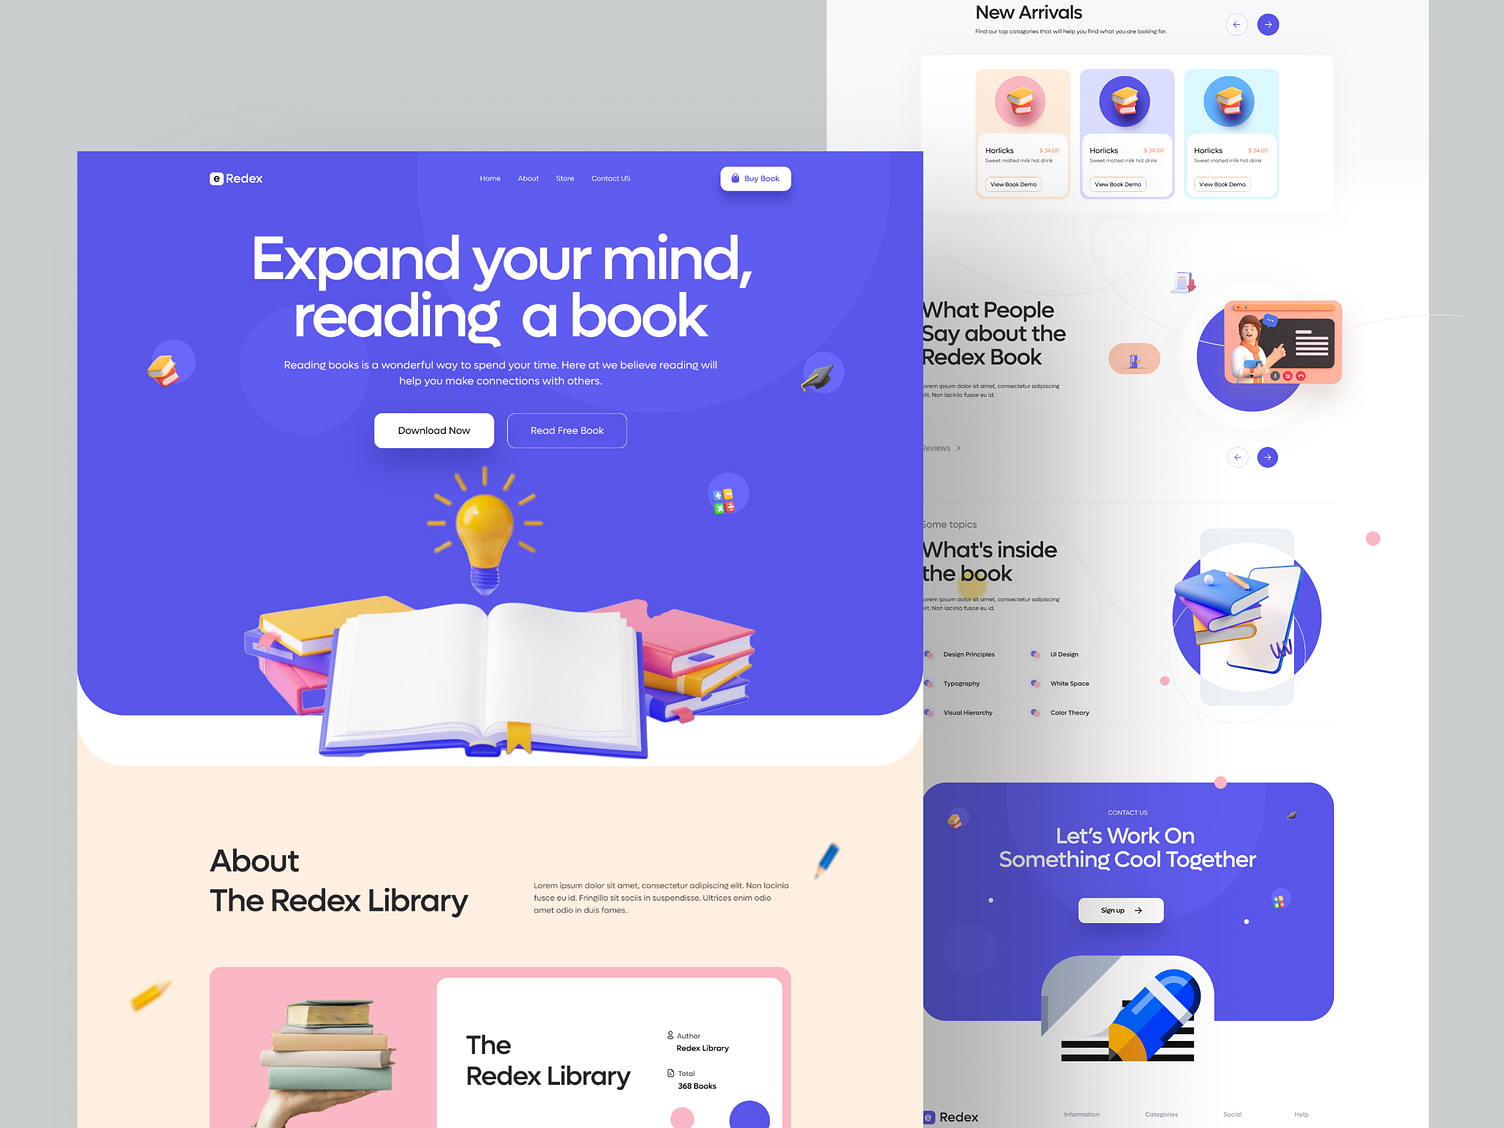 e Redex
Home About Store Contact US
Buy Book
Expand your mind,
reading a book
Reading books is a wonderful way to spend your time. Here at we believe reading will
help you make connections with others.
Download Now
Read Free Book
About
The Redex Library
Lorem ipsum dolor sit amet, consectetur adipiscing elit. Non lacinia
fusce eu id. Fringilla sit sociis in suspendisse. Ultrices enim odio
amet odio in duis fames.
The
Redex Library
Author
Redex Library
Total
368 Books
New Arrivals
Find our top catagories that will help you find what you are looking for.
Horlicks $ 34.00
Sweet malted milk hot drink
View Book Demo
Horlicks $ 34.00
Sweet malted milk hot drink
View Book Demo
Horlicks $ 34.00
Sweet malted milk hot drink
View Book Demo
What People
Say about the
Redex Book
orem ipsum dolor sit amet, consectetur adipiscing
elit. Non lacinia fusce eu id.
Reviews
Some topics
What's inside
the book
orem ipsum dolor sit amet, consectetur adipiscing
elit. Non lacinia fusce eu id.
Design Principles UI Design
Typography White Space
Visual Hierarchy Color Theory
CONTACT US
Let's Work On
Something Cool Together
Sign up
e Redex
Information Categories Social Help